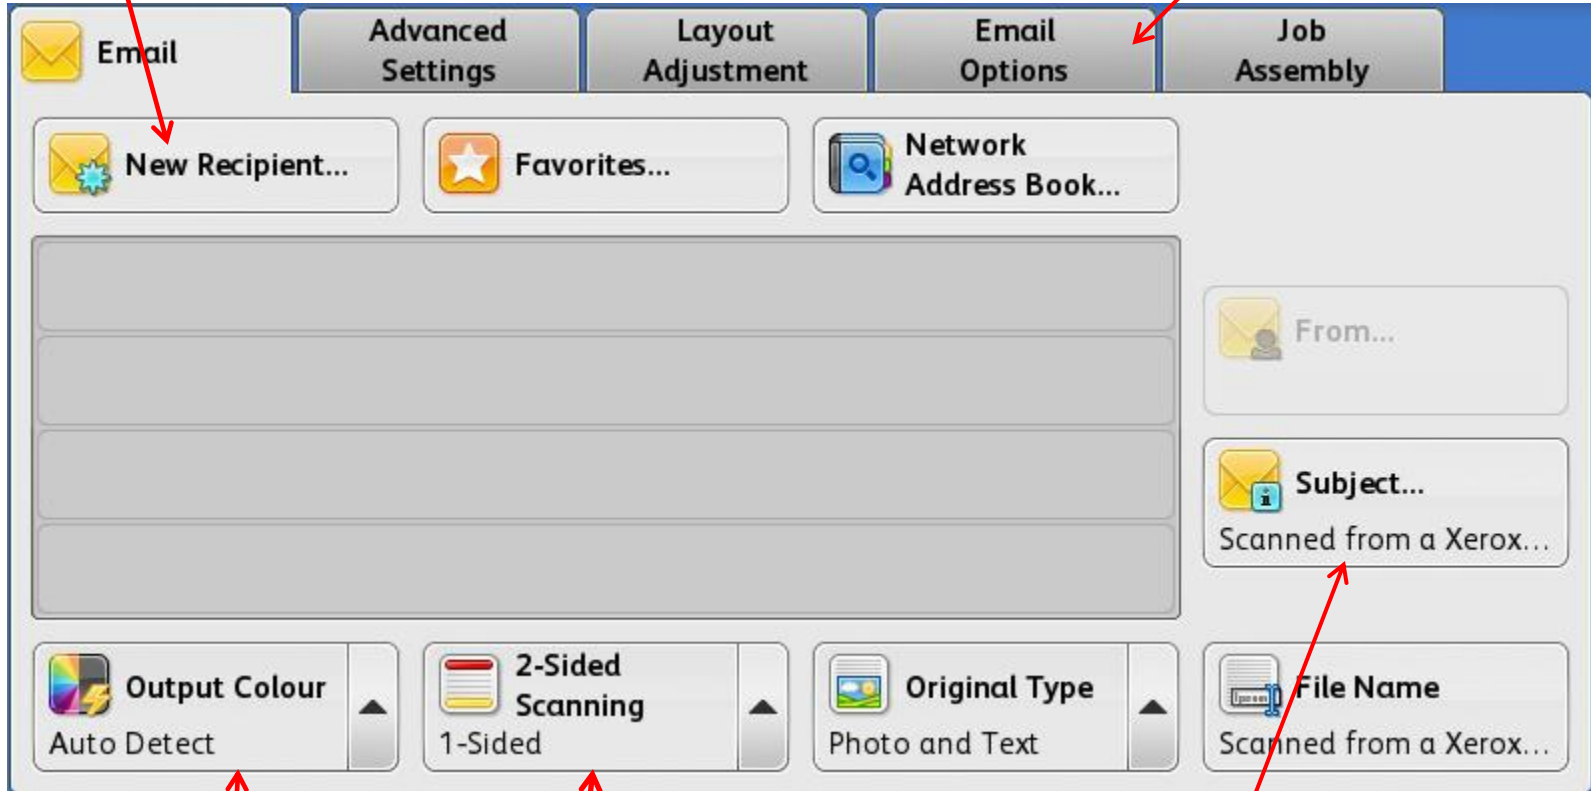 Email
Advanced
Settings
Layout
Adjustment
Email
Options
Job
Assembly
New Recipient...
Favorites...
Network
Address Book...
From...
Subject...
Scanned from a Xerox...
Output Colour
Auto Detect
2-Sided
Scanning
1-Sided
Original Type
Photo and Text
File Name
Scanned from a Xerox...